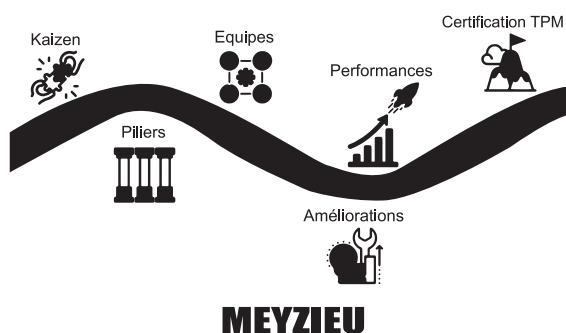 Certification TPM
Kaizen
Equipes
Performances
Piliers
Améliorations
MEYZIEU